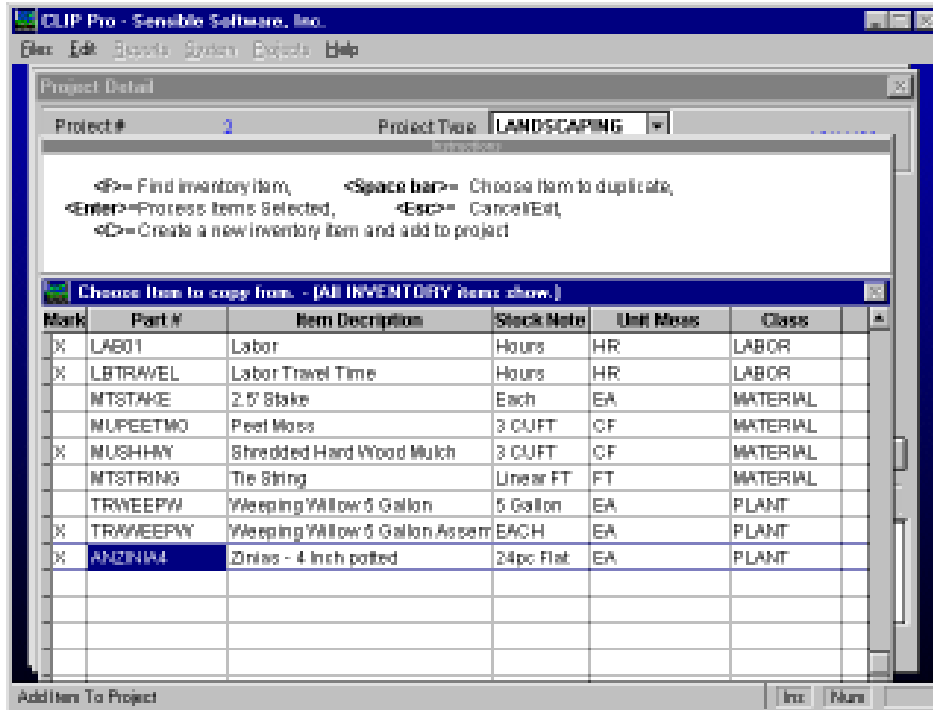 CLIP Pro - Sensible Software, Inc.
Files Edit Reports System Projects Help
Project Detail
Project # 2 Project Type LANDSCAPING
Instructions
<F>= Find inventory item, <Space bar>= Choose item to duplicate,
<Enter>=Process Items Selected, <Esc>= Cancel/Exit,
<C>=Create a new inventory item and add to project
Choose Item to copy from. - (All INVENTORY items show.)
Mark Part # Item Decription Stock Note Unit Meas Class
X LAB01 Labor Hours HR LABOR
X LBTRAVEL Labor Travel Time Hours HR LABOR
MTSTAKE 2.5' Stake Each EA MATERIAL
MUPEETMO Peet Moss 3 CUFT CF MATERIAL
X MUSHHW Shredded Hard Wood Mulch 3 CUFT CF MATERIAL
MTSTRING Tie String Linear FT FT MATERIAL
TRWEEPW Weeping Willow 5 Gallon 5 Gallon EA PLANT
X TRAWEEPW Weeping Willow 5 Gallon Assem EACH EA PLANT
X ANZINIA4 Zinias - 4 Inch potted 24pc Flat EA PLANT
Add Item To Project Ins Num